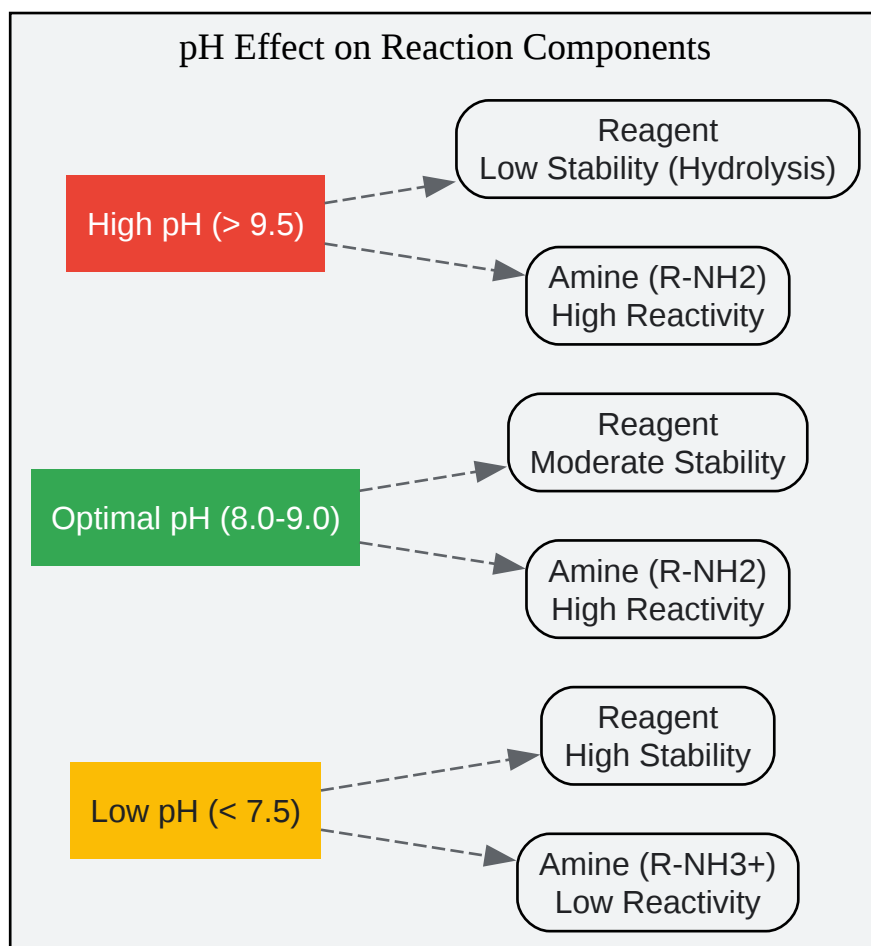 pH Effect on Reaction Components
High pH (> 9.5)
Reagent
Low Stability (Hydrolysis)
Amine (R-NH2)
High Reactivity
Optimal pH (8.0-9.0)
Reagent
Moderate Stability
Amine (R-NH2)
High Reactivity
Low pH (< 7.5)
Reagent
High Stability
Amine (R-NH3+)
Low Reactivity